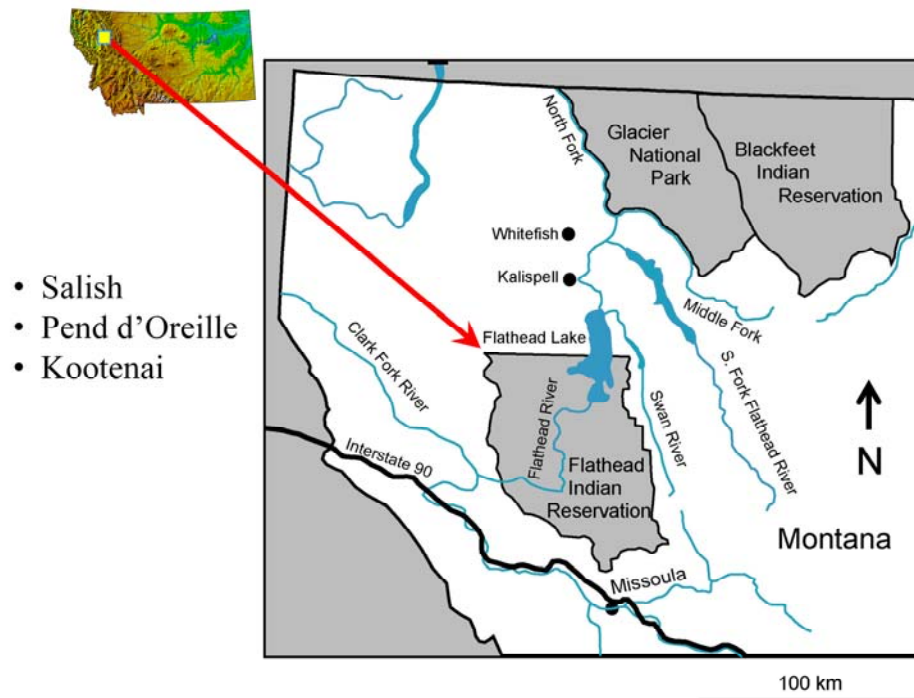 • Salish
• Pend d’Oreille
• Kootenai
North Fork
Glacier
National
Park
Blackfeet
Indian
Reservation
Whitefish
Kalispell
Middle Fork
Flathead Lake
Clark Fork River
Flathead River
Swan River
S. Fork Flathead River
N
Interstate 90
Flathead
Indian
Reservation
Montana
Missoula
100 km